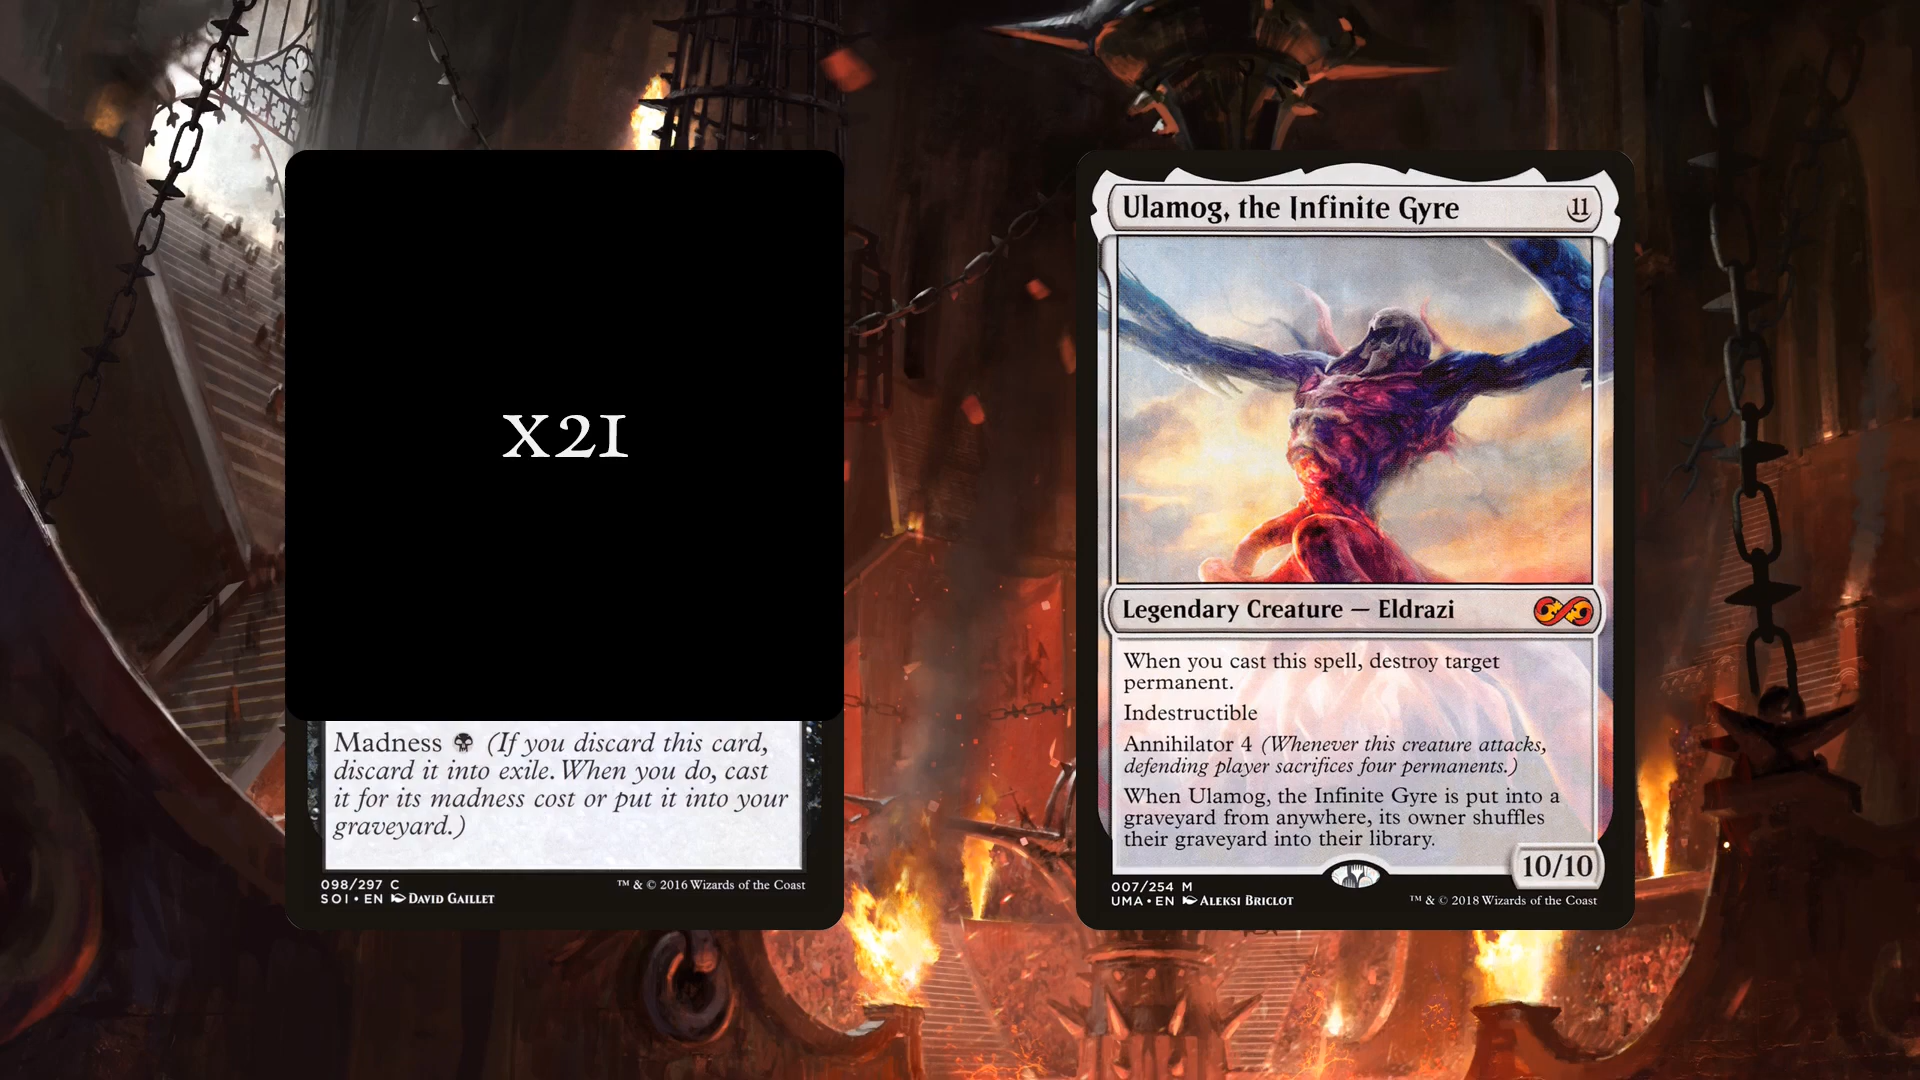 x21
Madness (If you discard this card,
discard it into exile. When you do, cast
it for its madness cost or put it into your
graveyard.)
098/297 C
SOI • EN DAVID GAILLET
™ & © 2016 Wizards of the Coast
Ulamog, the Infinite Gyre
11
Legendary Creature — Eldrazi
When you cast this spell, destroy target
permanent.
Indestructible
Annihilator 4 (Whenever this creature attacks,
defending player sacrifices four permanents.)
When Ulamog, the Infinite Gyre is put into a
graveyard from anywhere, its owner shuffles
their graveyard into their library.
10/10
007/254 M
UMA • EN ALEKSI BRICLOT
™ & © 2018 Wizards of the Coast